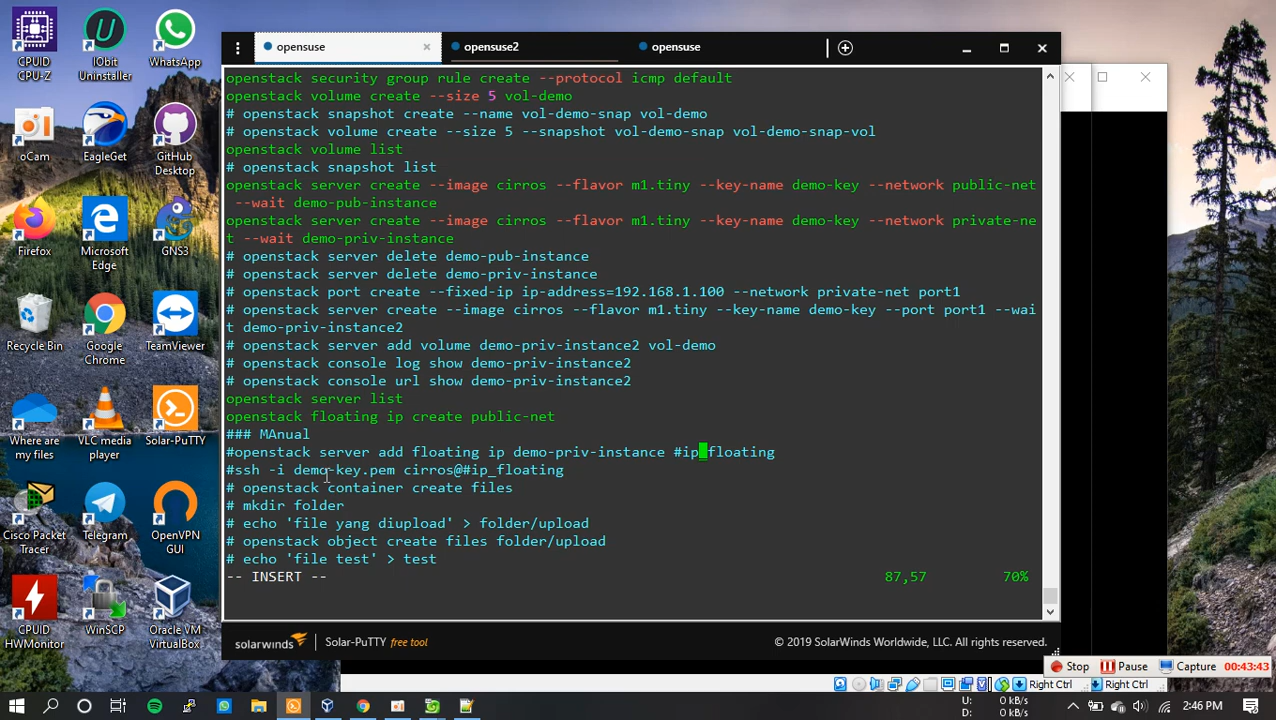 CPUID
CPU-Z
IObit
Uninstaller
WhatsApp
oCam
EagleGet
GitHub
Desktop
Firefox
Microsoft
Edge
GNS3
Recycle Bin
Google
Chrome
TeamViewer
Where are
my files
VLC media
player
Solar-PuTTY
Cisco Packet
Tracer
Telegram
OpenVPN
GUI
CPUID
HWMonitor
WinSCP
Oracle VM
VirtualBox
opensuse
opensuse2
opensuse
openstack security group rule create --protocol icmp default
openstack volume create --size 5 vol-demo
# openstack snapshot create --name vol-demo-snap vol-demo
# openstack volume create --size 5 --snapshot vol-demo-snap vol-demo-snap-vol
openstack volume list
# openstack snapshot list
openstack server create --image cirros --flavor m1.tiny --key-name demo-key --network public-net
--wait demo-pub-instance
openstack server create --image cirros --flavor m1.tiny --key-name demo-key --network private-ne
t --wait demo-priv-instance
# openstack server delete demo-pub-instance
# openstack server delete demo-priv-instance
# openstack port create --fixed-ip ip-address=192.168.1.100 --network private-net port1
# openstack server create --image cirros --flavor m1.tiny --key-name demo-key --port port1 --wai
t demo-priv-instance2
# openstack server add volume demo-priv-instance2 vol-demo
# openstack console log show demo-priv-instance2
# openstack console url show demo-priv-instance2
openstack server list
openstack floating ip create public-net
### MAnual
#openstack server add floating ip demo-priv-instance #ip_floating
#ssh -i demo-key.pem cirros@#ip_floating
# openstack container create files
# mkdir folder
# echo 'file yang diupload' > folder/upload
# openstack object create files folder/upload
# echo 'file test' > test
-- INSERT -- 87,57 70%
solarwinds Solar-PuTTY free tool © 2019 SolarWinds Worldwide, LLC. All rights reserved.
Stop Pause Capture 00:43:43
Right Ctrl Right Ctrl
U: 0 kB/s
D: 0 kB/s
2:46 PM